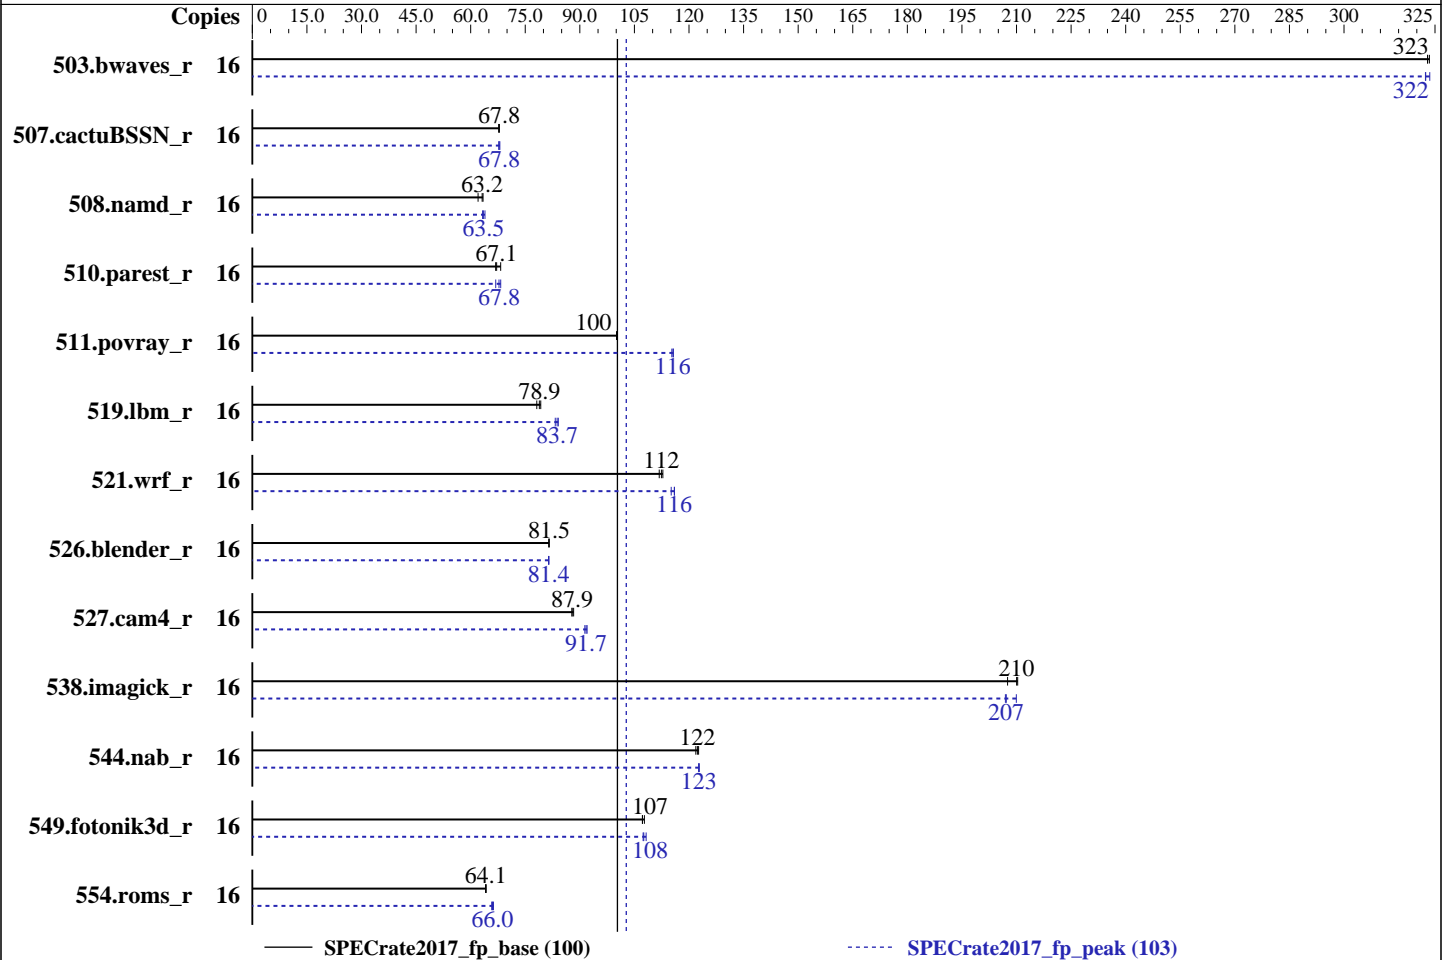 Copies 0 15.0 30.0 45.0 60.0 75.0 90.0 105 120 135 150 165 180 195 210 225 240 255 270 285 300 325
323
503.bwaves_r 16
322
67.8
507.cactuBSSN_r 16
67.8
63.2
508.namd_r 16
63.5
67.1
510.parest_r 16
67.8
100
511.povray_r 16
116
78.9
519.lbm_r 16
83.7
112
521.wrf_r 16
116
81.5
526.blender_r 16
81.4
87.9
527.cam4_r 16
91.7
210
538.imagick_r 16
207
122
544.nab_r 16
123
107
549.fotonik3d_r 16
108
64.1
554.roms_r 16
66.0
SPECrate2017_fp_base (100) SPECrate2017_fp_peak (103)